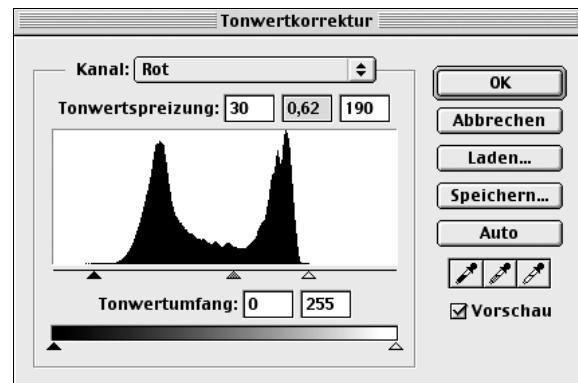 Tonwertkorrektur
Kanal: Rot
Tonwertspreizung: 30 0,62 190
Tonwertumfang: 0 255
OK
Abbrechen
Laden...
Speichern...
Auto
Vorschau